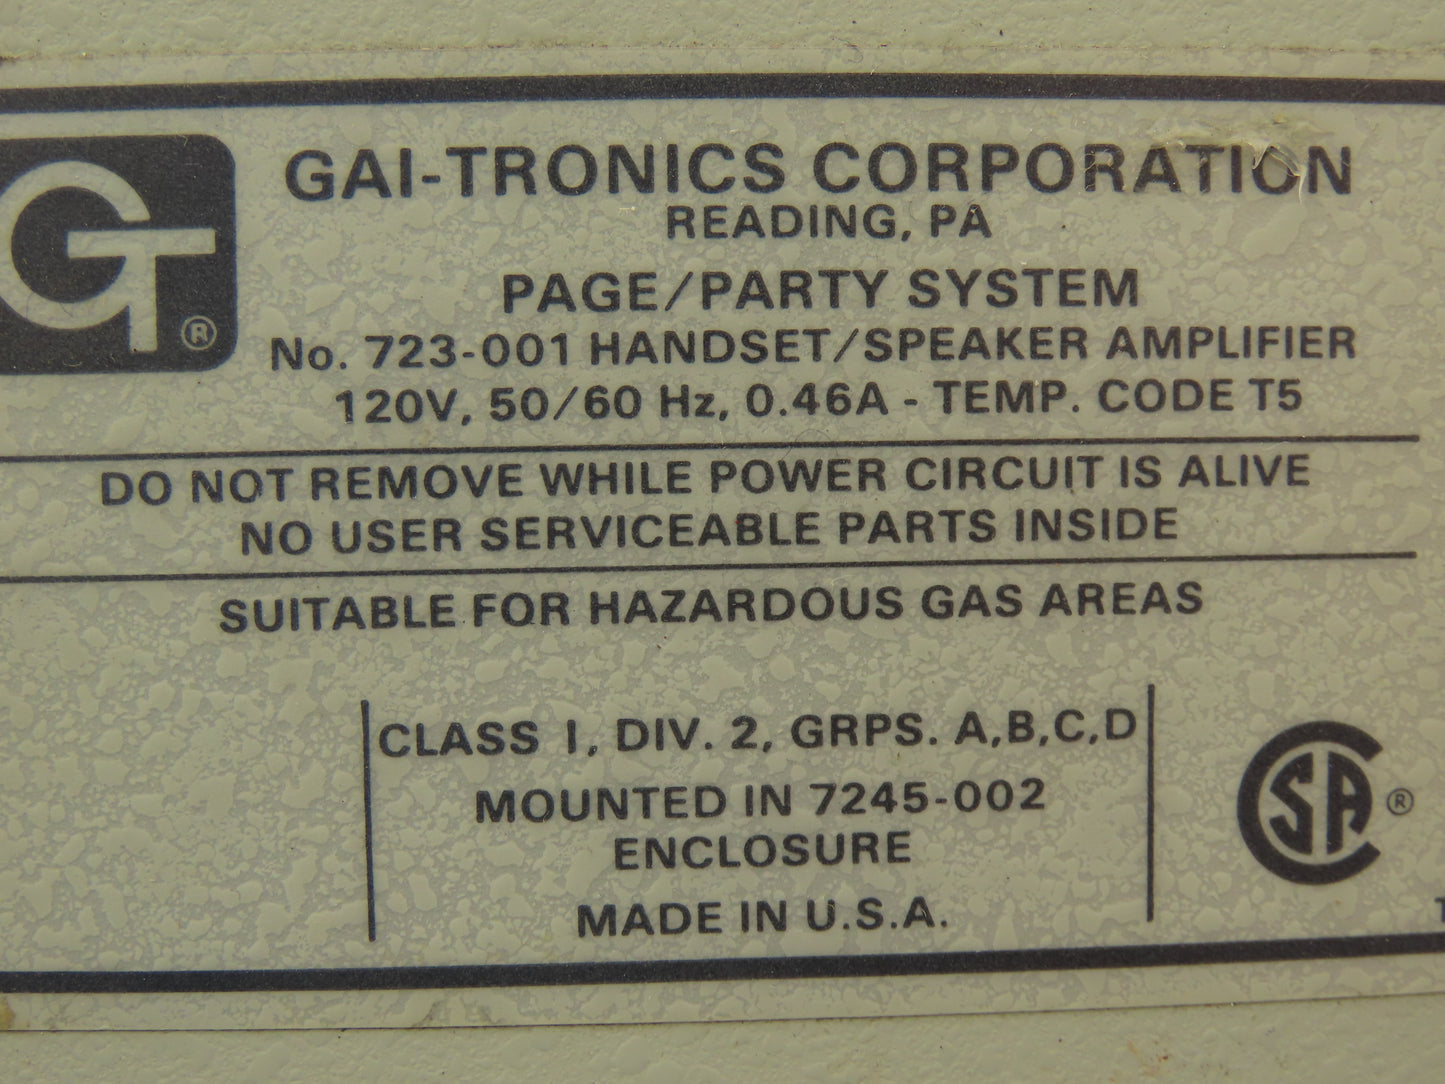 GT®
GAI-TRONICS CORPORATION
READING, PA
PAGE/PARTY SYSTEM
No. 723-001 HANDSET/SPEAKER AMPLIFIER
120V, 50/60 Hz, 0.46A - TEMP. CODE T5
DO NOT REMOVE WHILE POWER CIRCUIT IS ALIVE
NO USER SERVICEABLE PARTS INSIDE
SUITABLE FOR HAZARDOUS GAS AREAS
CLASS I, DIV. 2, GRPS. A,B,C,D
MOUNTED IN 7245-002
ENCLOSURE
MADE IN U.S.A.
CSA®